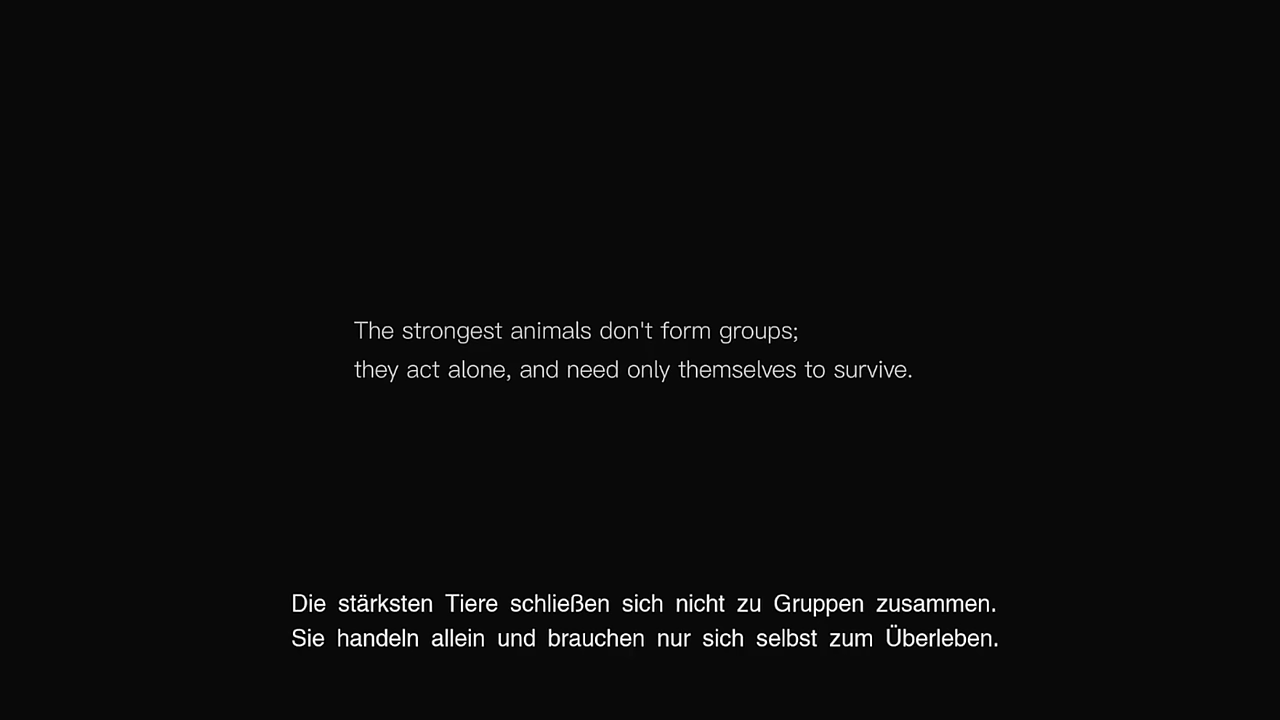 The strongest animals don't form groups;
they act alone, and need only themselves to survive.
Die stärksten Tiere schließen sich nicht zu Gruppen zusammen.
Sie handeln allein und brauchen nur sich selbst zum Überleben.